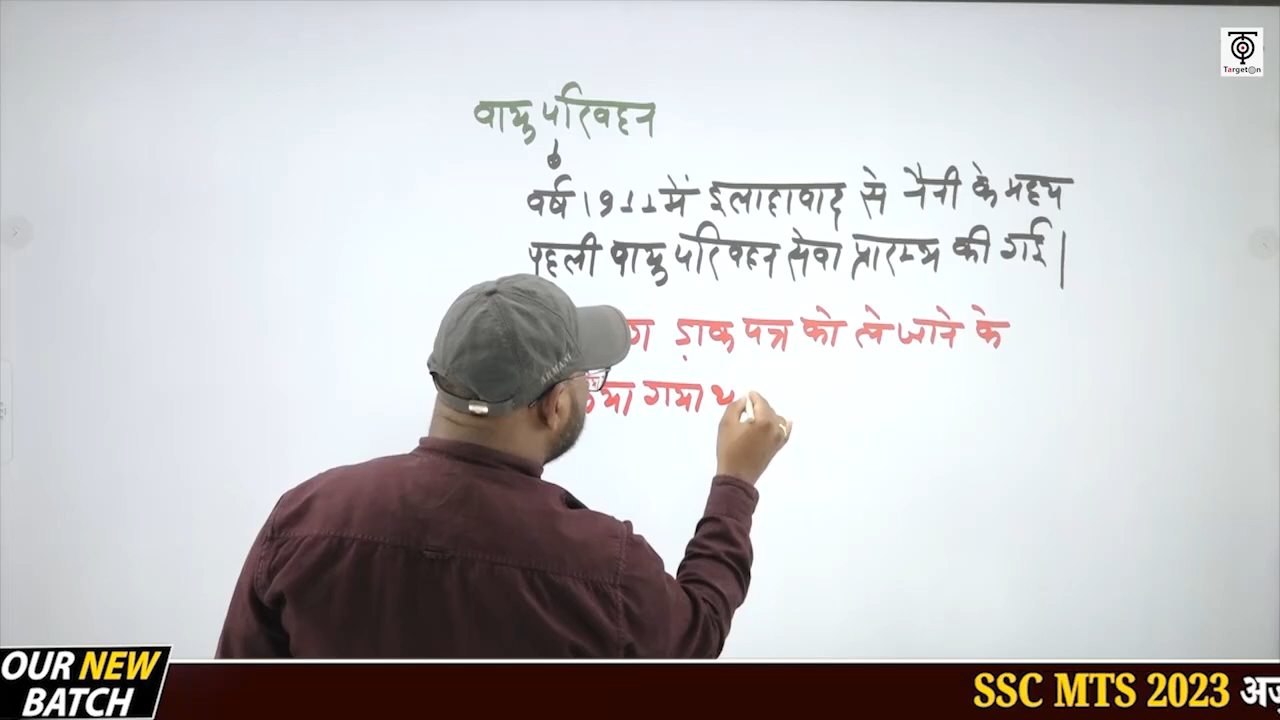 Target@n
वायु परिवहन
वर्ष 1911 में इलाहावाद से नैनी के मध्य
पहली वायु परिवहन सेवा प्रारम्भ की गई |
डाक पत्र को ले जाने के
गया
OUR NEW
BATCH
SSC MTS 2023